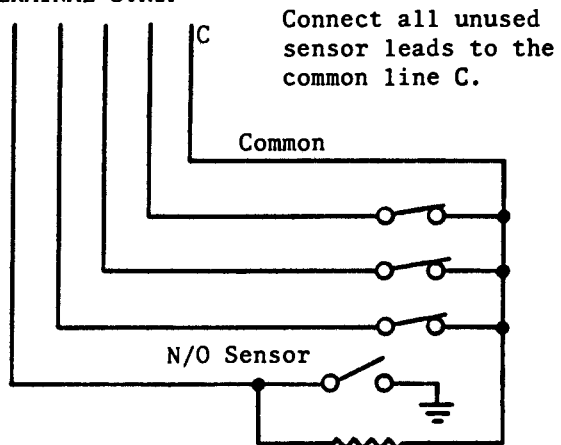 C
Connect all unused
sensor leads to the
common line C.
Common
N/O Sensor